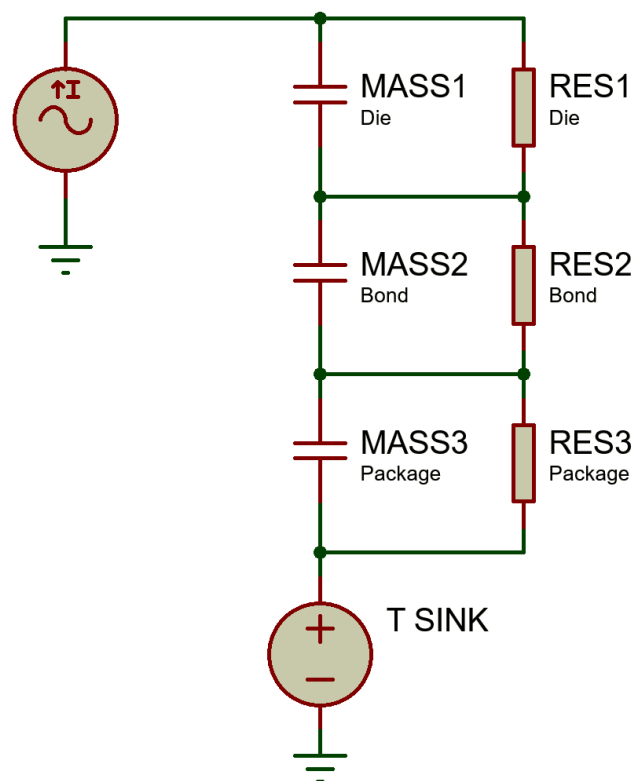 I
MASS1
Die
RES1
Die
MASS2
Bond
RES2
Bond
MASS3
Package
RES3
Package
T SINK